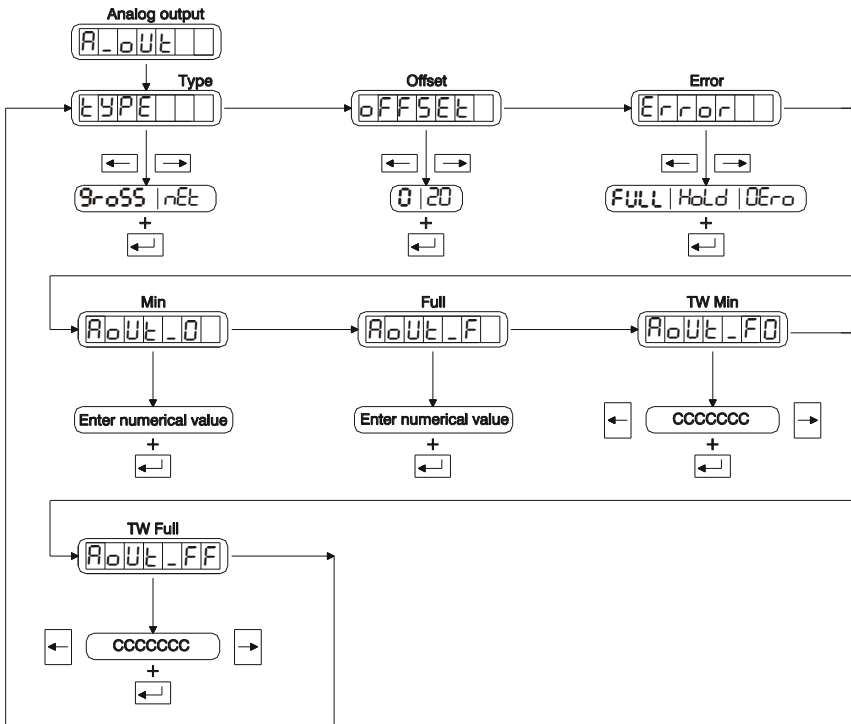 Analog output
A_oUt
Type
tYPE
Offset
oFFSEt
Error
Error
groSS | nEt
+
0 | 20
+
FULL | HoLd | 0Ero
+
Min
AoUt_0
Full
AoUt_F
TW Min
AoUt_F0
Enter numerical value
+
Enter numerical value
+
CCCCCCC
+
TW Full
AoUt_FF
CCCCCCC
+